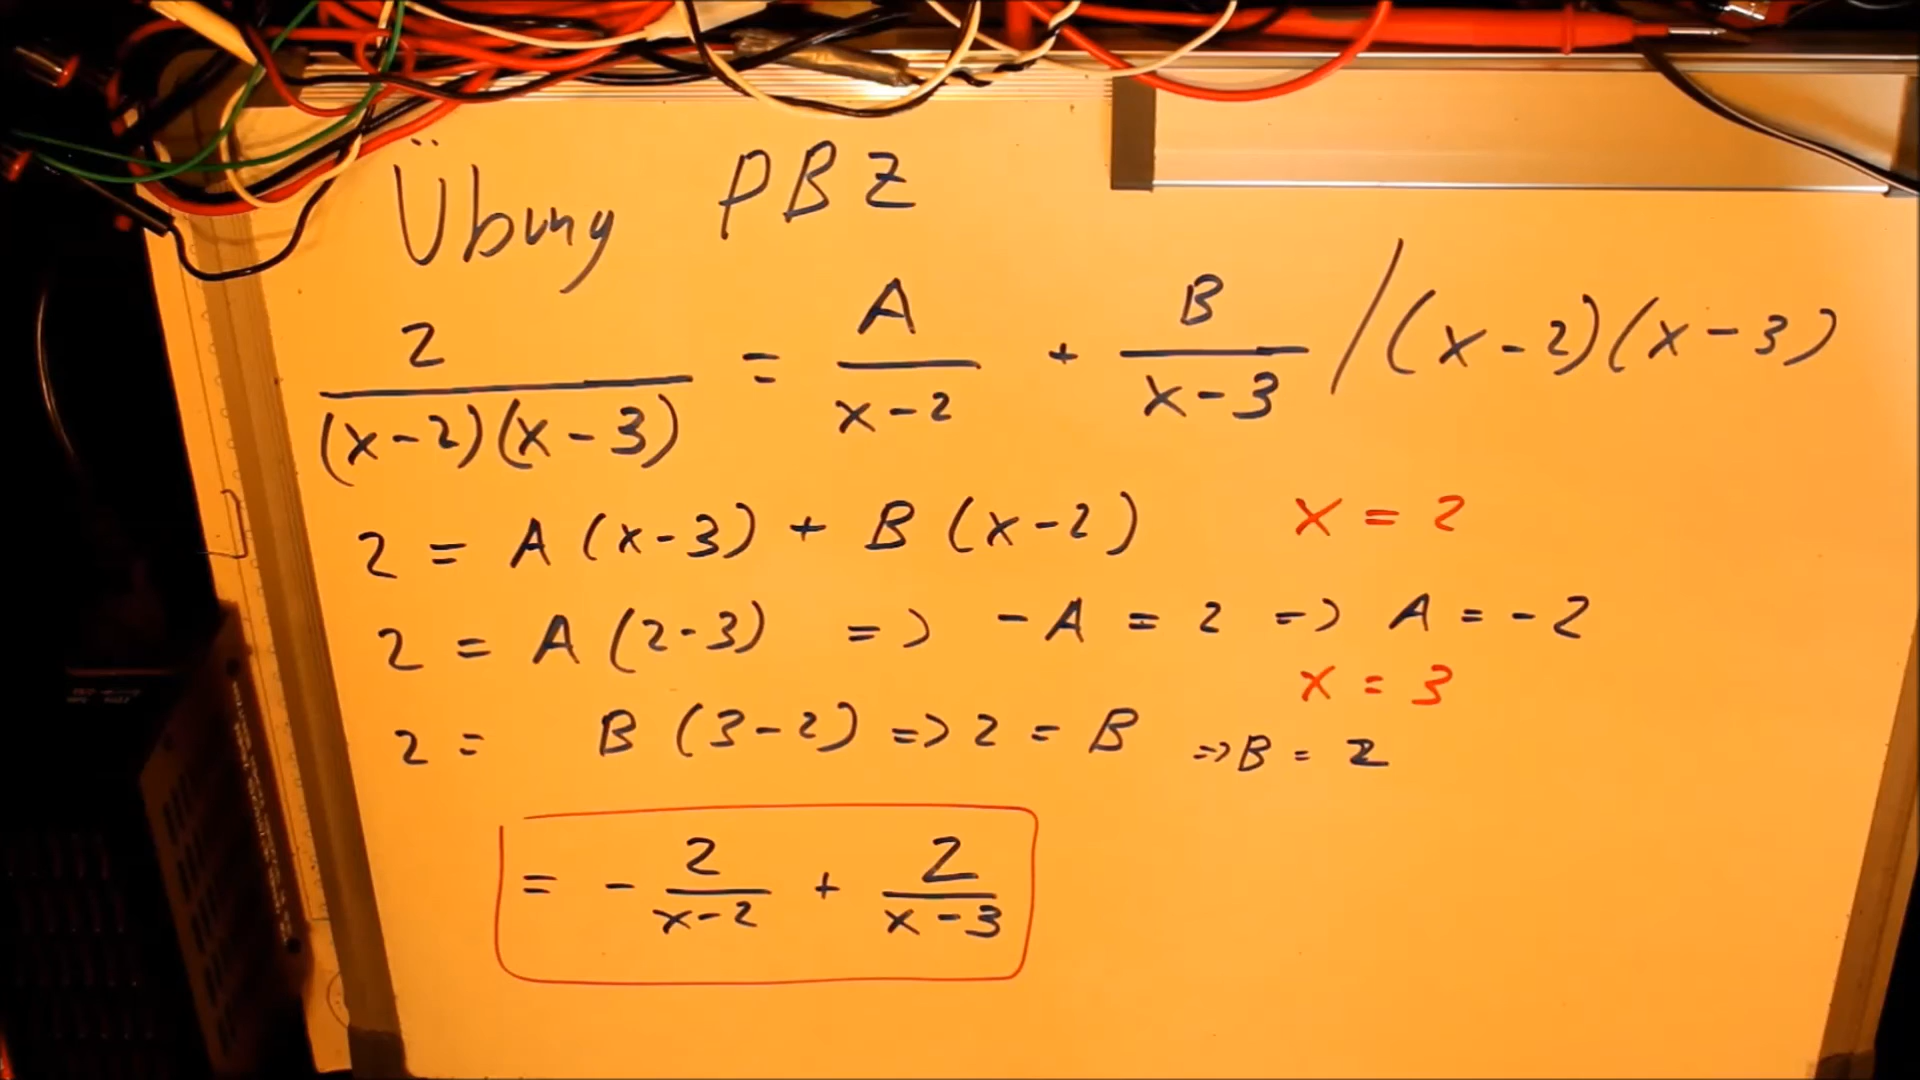 Übung PBZ
2/((x-2)(x-3)) = A/(x-2) + B/(x-3) / (x-2)(x-3)
2 = A(x-3) + B(x-2) x = 2
2 = A(2-3) => -A = 2 => A = -2
x = 3
2 = B(3-2) => 2 = B => B = 2
= - 2/(x-2) + 2/(x-3)